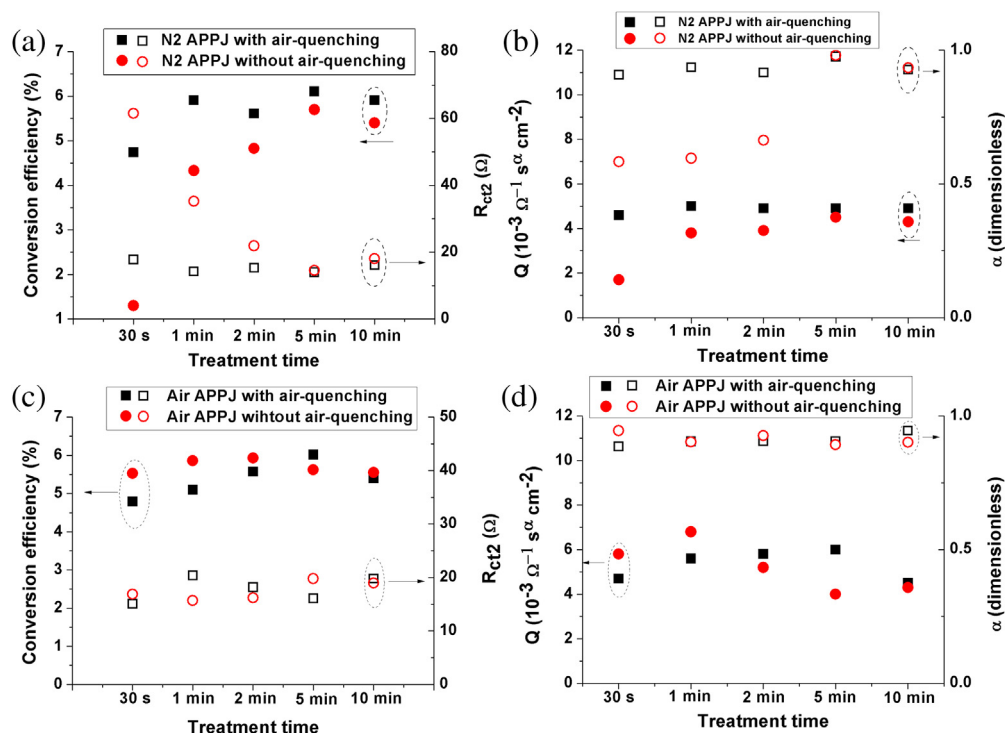 (a)
N2 APPJ with air-quenching
N2 APPJ without air-quenching
Conversion efficiency (%)
7
6
5
4
3
2
1
80
60
40
20
0
R_ct2 (Ω)
30 s 1 min 2 min 5 min 10 min
Treatment time
(b)
N2 APPJ with air-quenching
N2 APPJ without air-quenching
Q (10⁻³ Ω⁻¹ s^α cm-2)
12
10
8
6
4
2
0
1.0
0.5
0.0
α (dimensionless)
30 s 1 min 2 min 5 min 10 min
Treatment time
(c)
Air APPJ with air-quenching
Air APPJ wihtout air-quenching
Conversion efficiency (%)
7
6
5
4
3
2
1
0
50
40
30
20
10
0
R_ct2 (Ω)
30 s 1 min 2 min 5 min 10 min
Treatment time
(d)
Air APPJ with air-quenching
Air APPJ without air-quenching
Q (10⁻³ Ω⁻¹ s^α cm-2)
12
10
8
6
4
2
0
1.0
0.5
0.0
α (dimensionless)
30 s 1 min 2 min 5 min 10 min
Treatment time